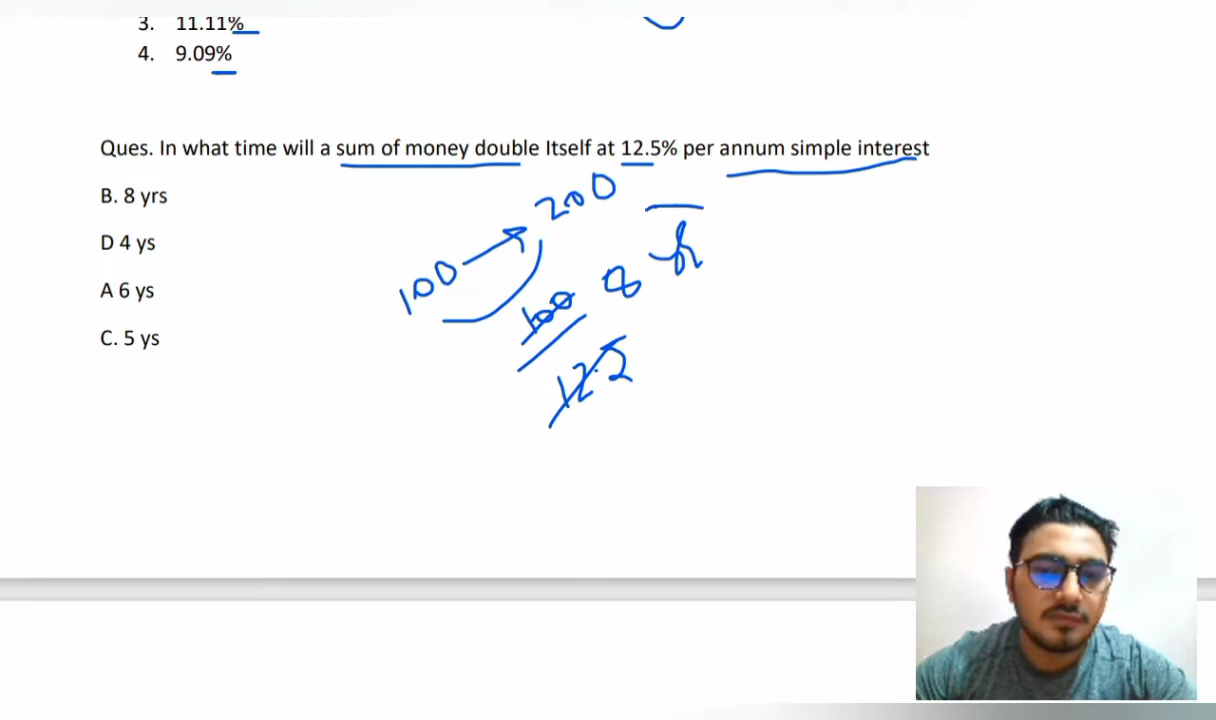 3. 11.11%
4. 9.09%
Ques. In what time will a sum of money double Itself at 12.5% per annum simple interest
B. 8 yrs
200
D 4 ys
100
A 6 ys
100 8
C. 5 ys
12.5